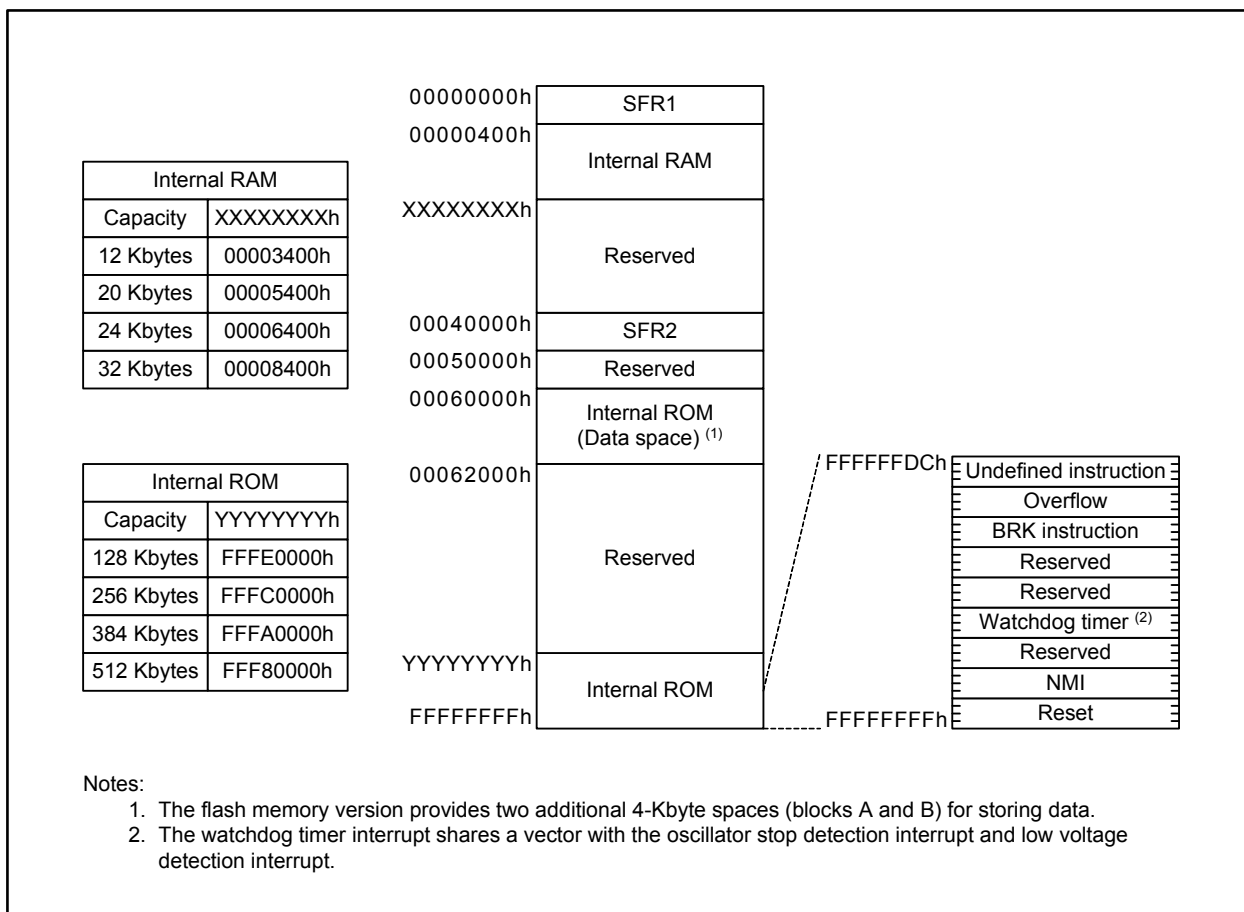 Internal RAM
Capacity XXXXXXXXh
12 Kbytes 00003400h
20 Kbytes 00005400h
24 Kbytes 00006400h
32 Kbytes 00008400h
Internal ROM
Capacity YYYYYYYYh
128 Kbytes FFFE0000h
256 Kbytes FFFC0000h
384 Kbytes FFFA0000h
512 Kbytes FFF80000h
00000000h
SFR1
00000400h
Internal RAM
XXXXXXXXh
Reserved
00040000h
SFR2
00050000h
Reserved
00060000h
Internal ROM
(Data space) (1)
00062000h
Reserved
YYYYYYYYh
Internal ROM
FFFFFFFFh
FFFFFFDCh
Undefined instruction
Overflow
BRK instruction
Reserved
Reserved
Watchdog timer (2)
Reserved
NMI
Reset
FFFFFFFFh
Notes:
1. The flash memory version provides two additional 4-Kbyte spaces (blocks A and B) for storing data.
2. The watchdog timer interrupt shares a vector with the oscillator stop detection interrupt and low voltage
detection interrupt.